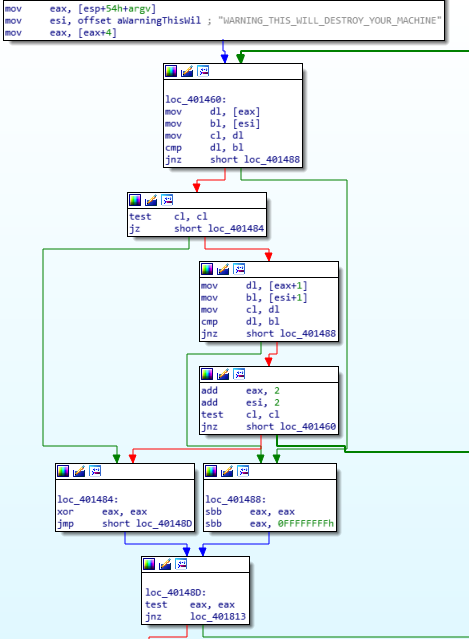 mov eax, [esp+54h+argv]
mov esi, offset aWarningThisWil ; "WARNING_THIS_WILL_DESTROY_YOUR_MACHINE"
mov eax, [eax+4]
loc_401460:
mov dl, [eax]
mov bl, [esi]
mov cl, dl
cmp dl, bl
jnz short loc_401488
test cl, cl
jz short loc_401484
mov dl, [eax+1]
mov bl, [esi+1]
mov cl, dl
cmp dl, bl
jnz short loc_401488
add eax, 2
add esi, 2
test cl, cl
jnz short loc_401460
loc_401484:
xor eax, eax
jmp short loc_40148D
loc_401488:
sbb eax, eax
sbb eax, 0FFFFFFFFh
loc_40148D:
test eax, eax
jnz loc_401813